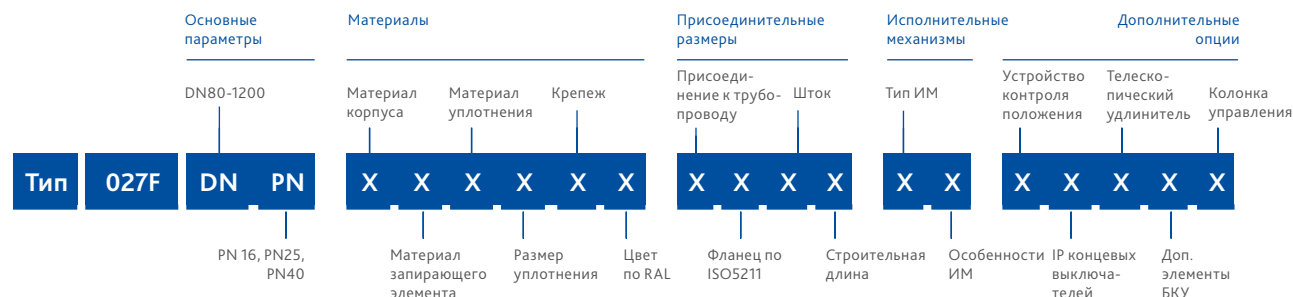 Основные
параметры
Материалы
Присоединительные
размеры
Исполнительные
механизмы
Дополнительные
опции
DN80-1200
Материал
корпуса
Материал
уплотнения
Крепеж
Присоеди-
нение к трубо-
проводу
Шток
Тип ИМ
Устройство
контроля
положения
Телеско-
пический
удлинитель
Колонка
управления
Тип 027F DN PN X X X X X X X X X X X X X X X X X
PN 16, PN25,
PN40
Материал
запирающего
элемента
Размер
уплотнения
Цвет
по RAL
Фланец по
ISO5211
Строительная
длина
Особенности
ИМ
IP концевых
выключа-
телей
Доп.
элементы
БКУ